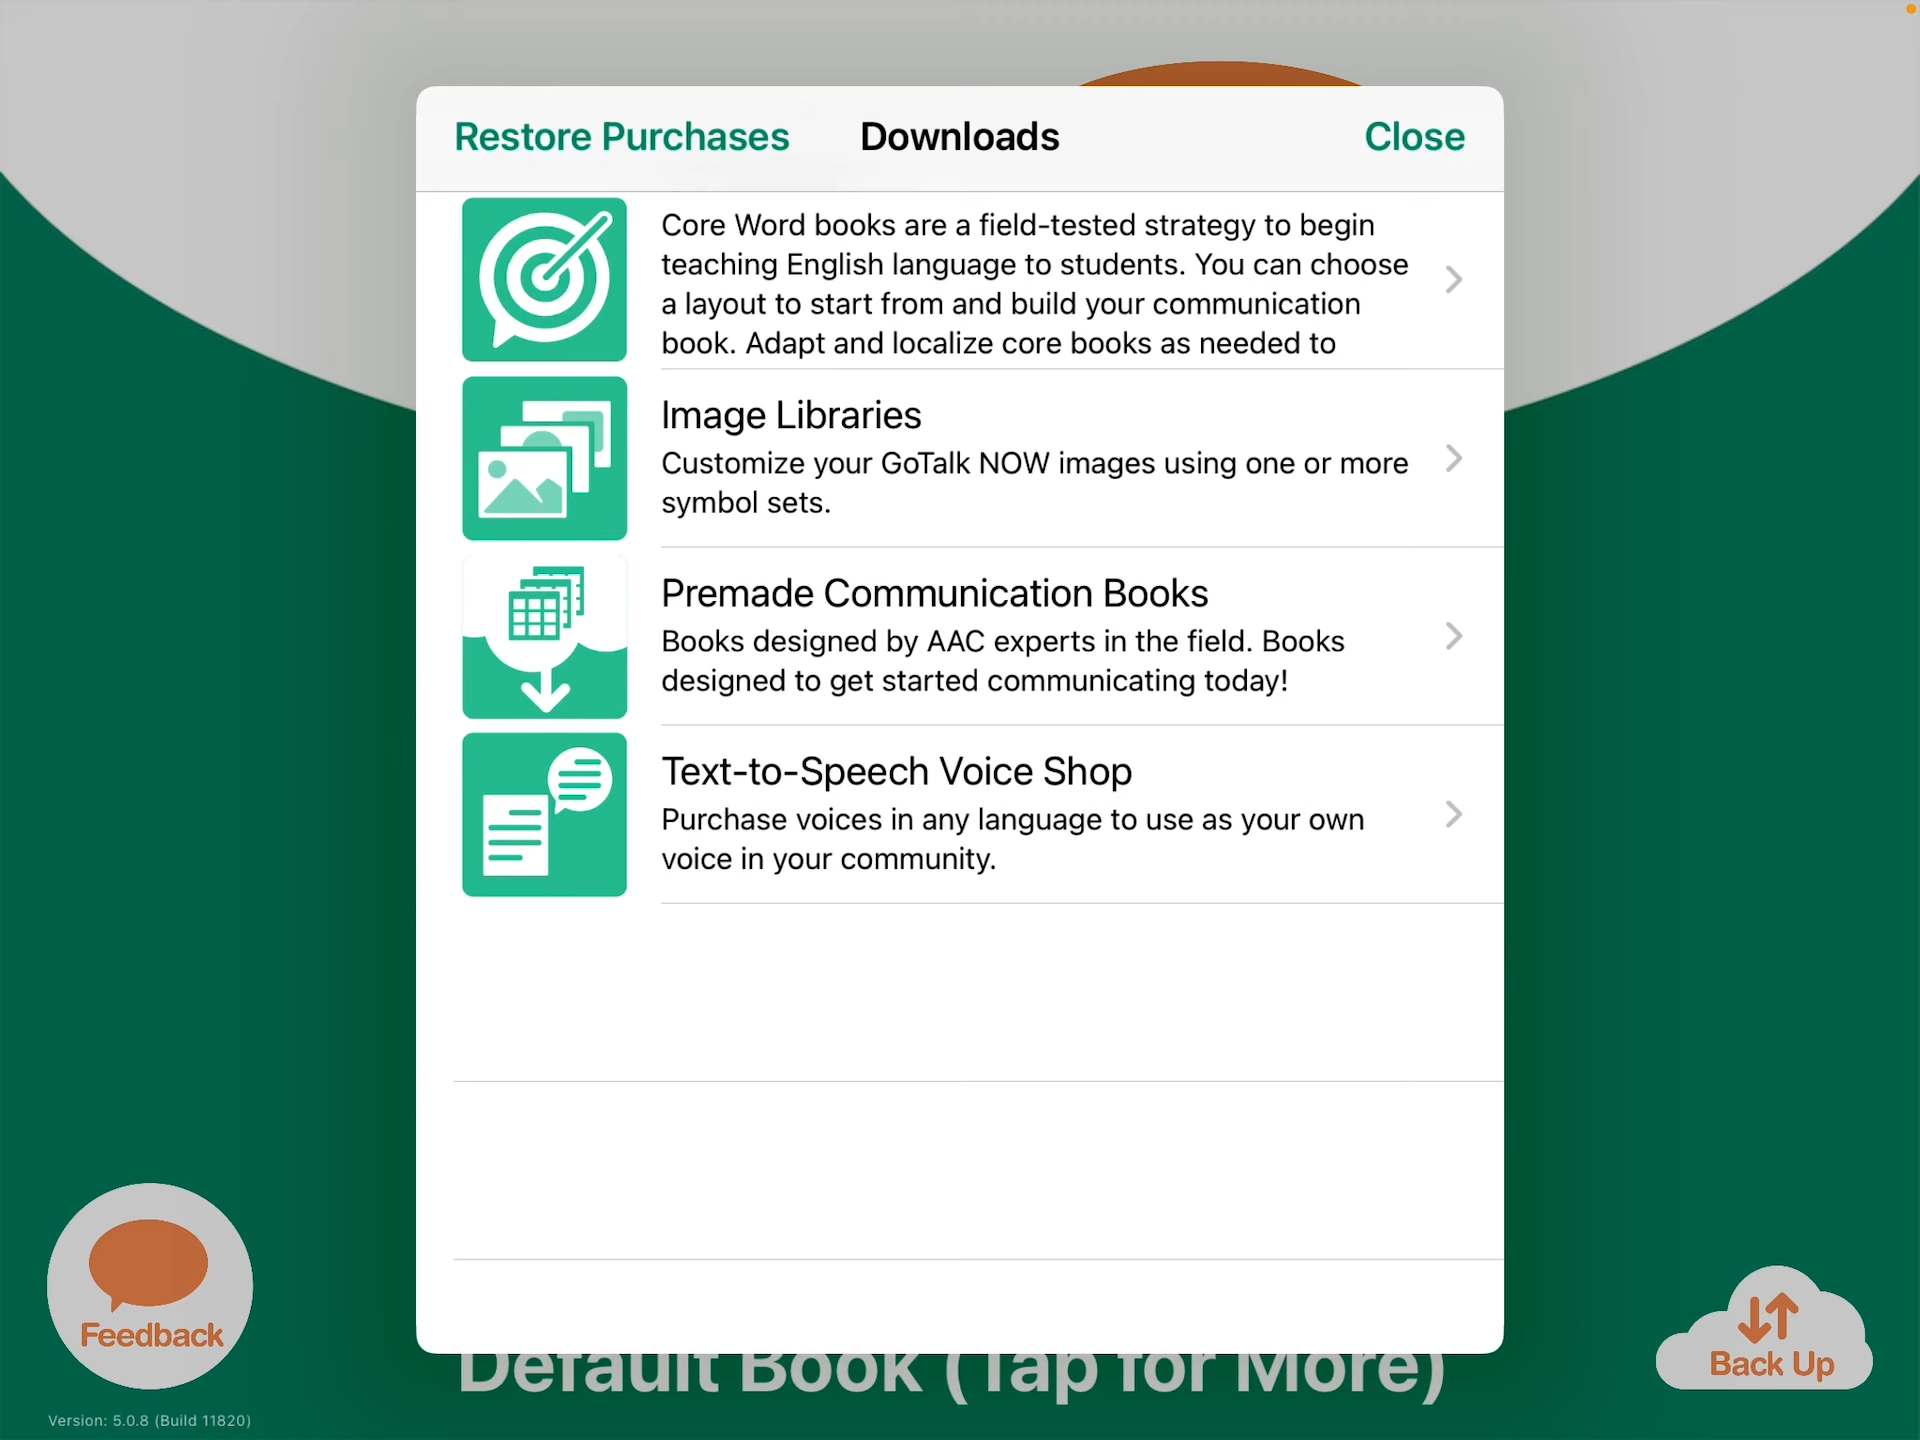 Restore Purchases
Downloads
Close
Core Word books are a field-tested strategy to begin
teaching English language to students. You can choose
a layout to start from and build your communication
book. Adapt and localize core books as needed to
Image Libraries
Customize your GoTalk NOW images using one or more
symbol sets.
Premade Communication Books
Books designed by AAC experts in the field. Books
designed to get started communicating today!
Text-to-Speech Voice Shop
Purchase voices in any language to use as your own
voice in your community.
Feedback
Default Book (Tap for More)
Back Up
Version: 5.0.8 (Build 11820)